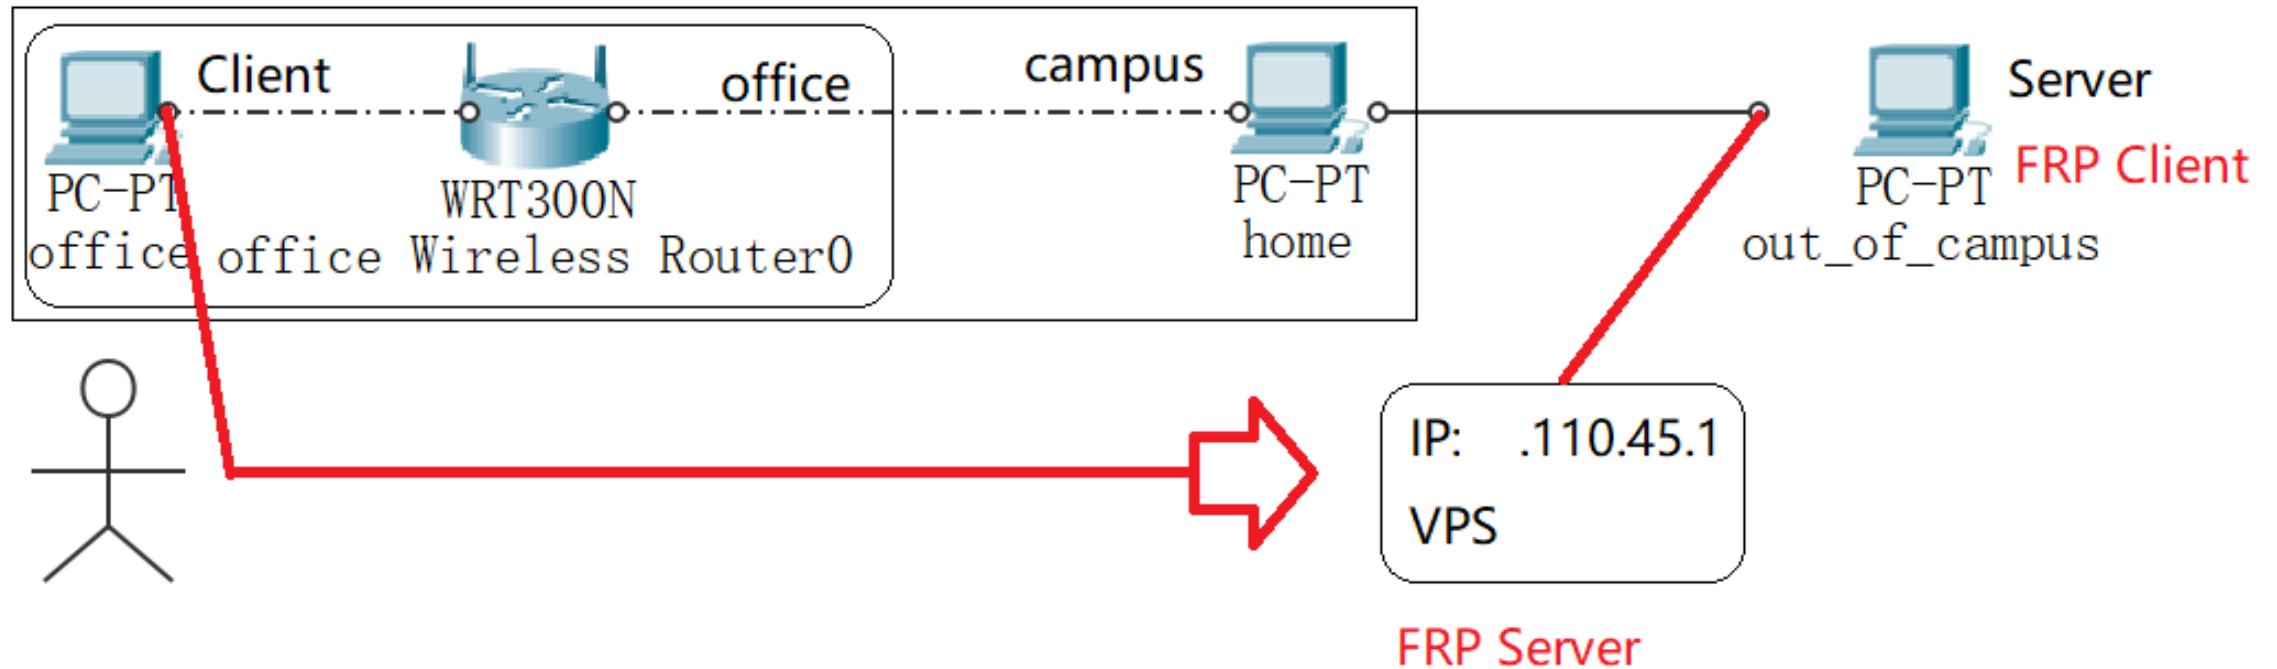 Client
office
campus
Server
FRP Client
PC-PT
office
WRT300N
office Wireless Router0
PC-PT
home
PC-PT
out_of_campus
IP: .110.45.1
VPS
FRP Server